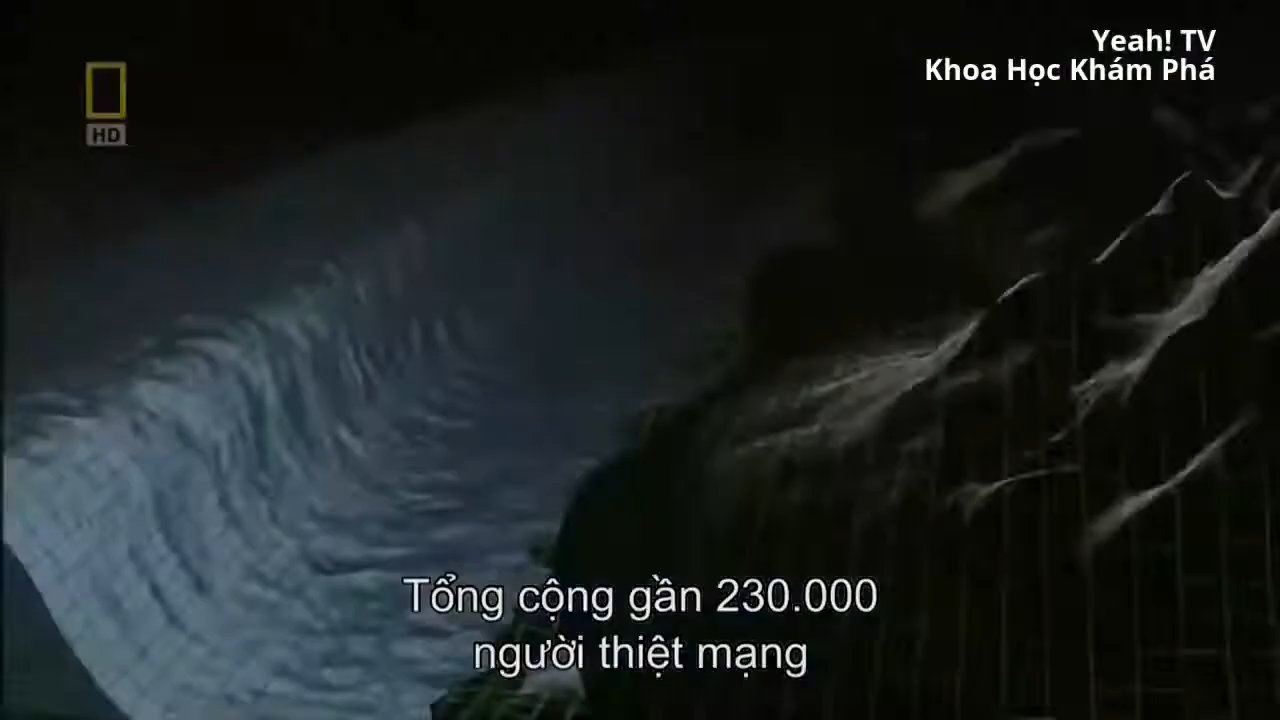 Yeah! TV
Khoa Học Khám Phá
HD
Tổng cộng gần 230.000
người thiệt mạng